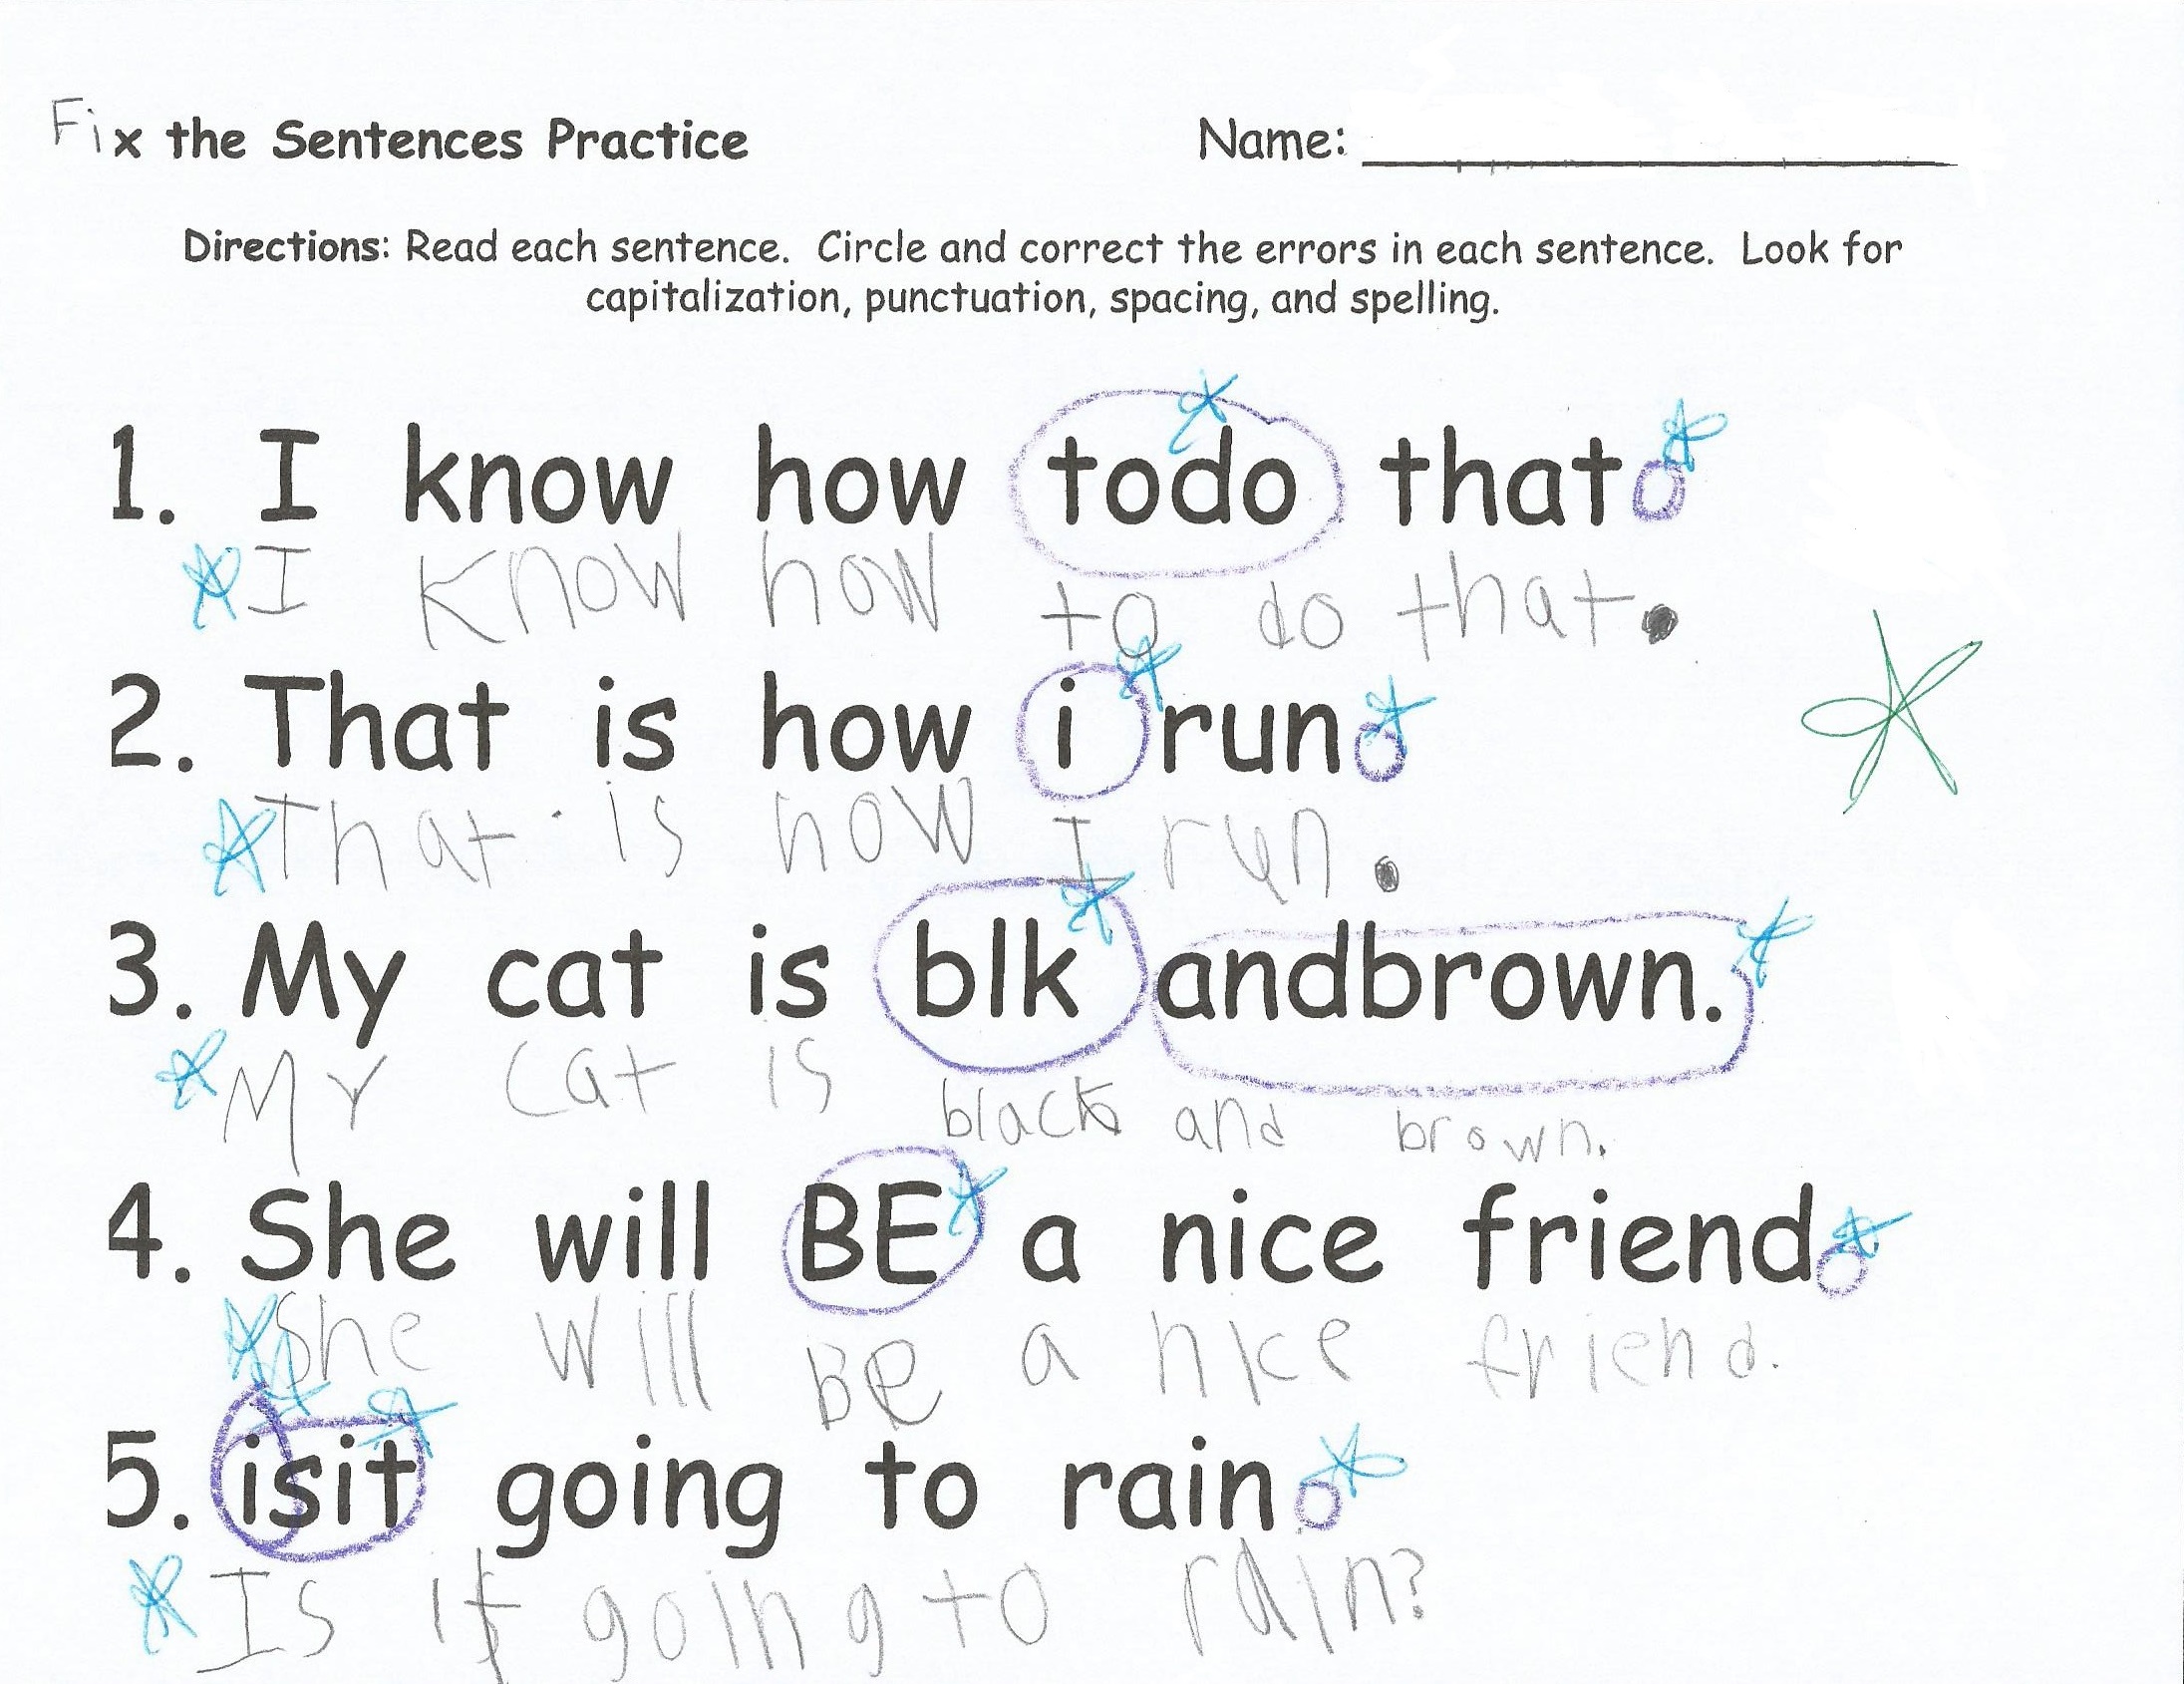 Fix the Sentences Practice Name:
Directions: Read each sentence. Circle and correct the errors in each sentence. Look for
capitalization, punctuation, spacing, and spelling.
1. I know how todo that
I know how to do that.
2. That is how i run
That is how I run.
3. My cat is blk andbrown.
My cat is black and brown.
4. She will BE a nice friend
She will Be a nice friend.
5. isit going to rain
Is it going to rain?